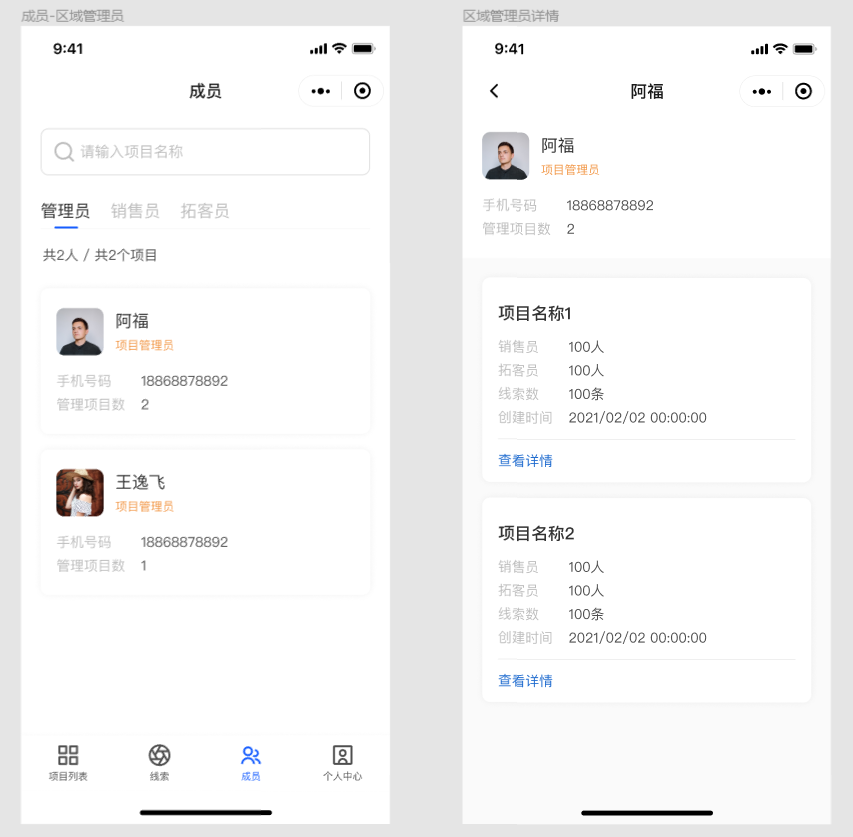 成员-区域管理员
9:41
成员
请输入项目名称
管理员 销售员 拓客员
共2人 / 共2个项目
阿福
项目管理员
手机号码 18868878892
管理项目数 2
王逸飞
项目管理员
手机号码 18868878892
管理项目数 1
项目列表 线索 成员 个人中心
区域管理员详情
9:41
阿福
阿福
项目管理员
手机号码 18868878892
管理项目数 2
项目名称1
销售员 100人
拓客员 100人
线索数 100条
创建时间 2021/02/02 00:00:00
查看详情
项目名称2
销售员 100人
拓客员 100人
线索数 100条
创建时间 2021/02/02 00:00:00
查看详情